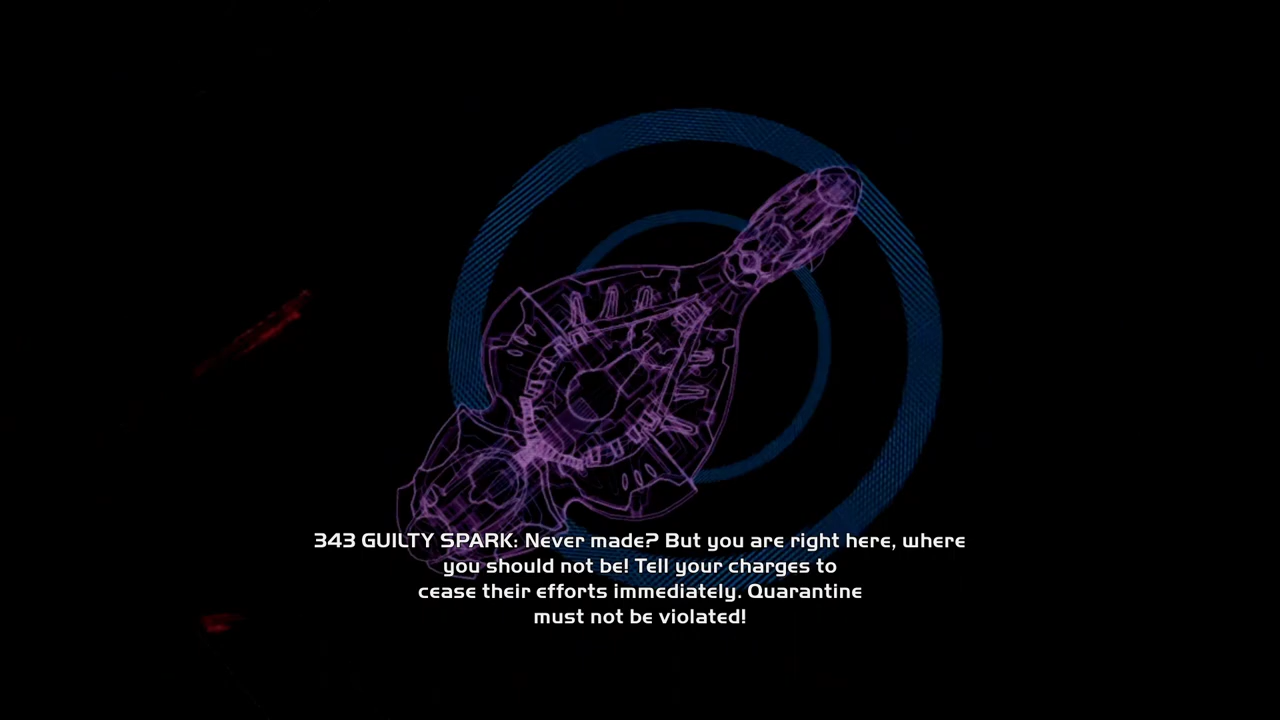 343 GUILTY SPARK: Never made? But you are right here, where
you should not be! Tell your charges to
cease their efforts immediately. Quarantine
must not be violated!